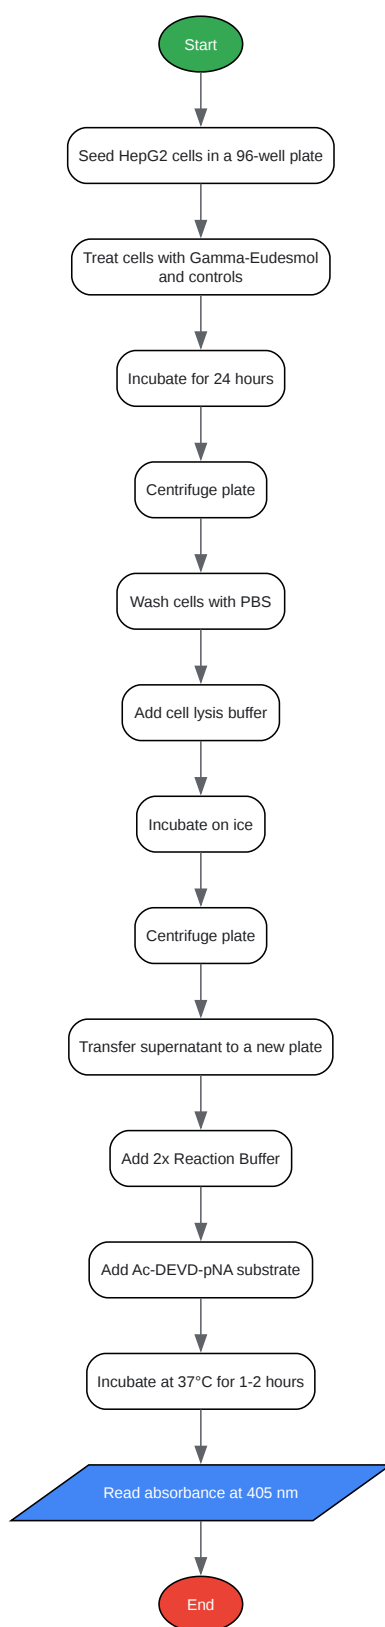 Start
Seed HepG2 cells in a 96-well plate
Treat cells with Gamma-Eudesmol
and controls
Incubate for 24 hours
Centrifuge plate
Wash cells with PBS
Add cell lysis buffer
Incubate on ice
Centrifuge plate
Transfer supernatant to a new plate
Add 2x Reaction Buffer
Add Ac-DEVD-pNA substrate
Incubate at 37°C for 1-2 hours
Read absorbance at 405 nm
End